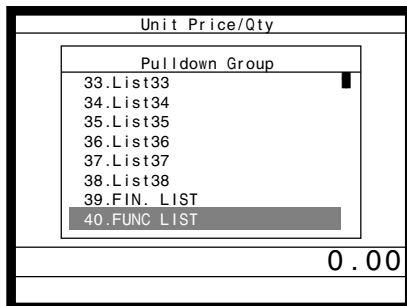 Unit Price/Qty
Pulldown Group
33.List33
34.List34
35.List35
36.List36
37.List37
38.List38
39.FIN. LIST
40.FUNC LIST
0.00